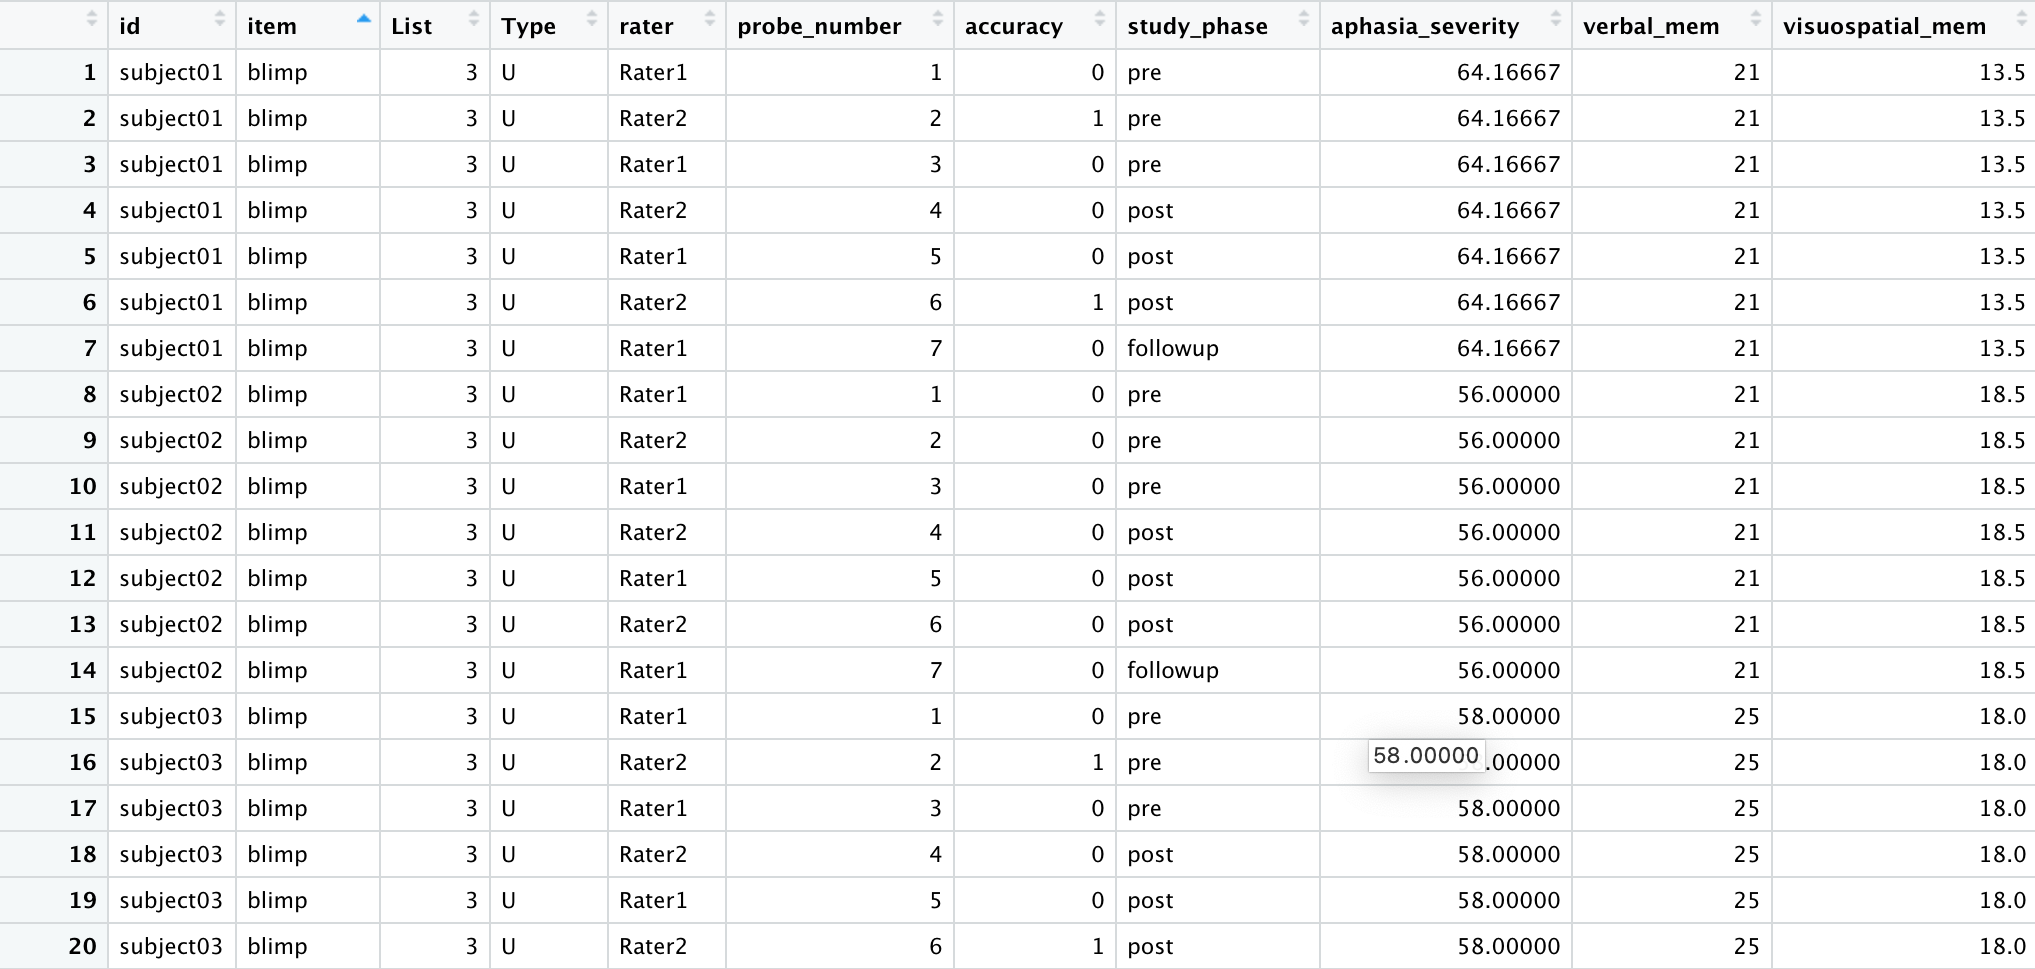 id item List Type rater probe_number accuracy study_phase aphasia_severity verbal_mem visuospatial_mem
1 subject01 blimp 3 U Rater1 1 0 pre 64.16667 21 13.5
2 subject01 blimp 3 U Rater2 2 1 pre 64.16667 21 13.5
3 subject01 blimp 3 U Rater1 3 0 pre 64.16667 21 13.5
4 subject01 blimp 3 U Rater2 4 0 post 64.16667 21 13.5
5 subject01 blimp 3 U Rater1 5 0 post 64.16667 21 13.5
6 subject01 blimp 3 U Rater2 6 1 post 64.16667 21 13.5
7 subject01 blimp 3 U Rater1 7 0 followup 64.16667 21 13.5
8 subject02 blimp 3 U Rater1 1 0 pre 56.00000 21 18.5
9 subject02 blimp 3 U Rater2 2 0 pre 56.00000 21 18.5
10 subject02 blimp 3 U Rater1 3 0 pre 56.00000 21 18.5
11 subject02 blimp 3 U Rater2 4 0 post 56.00000 21 18.5
12 subject02 blimp 3 U Rater1 5 0 post 56.00000 21 18.5
13 subject02 blimp 3 U Rater2 6 0 post 56.00000 21 18.5
14 subject02 blimp 3 U Rater1 7 0 followup 56.00000 21 18.5
15 subject03 blimp 3 U Rater1 1 0 pre 58.00000 25 18.0
16 subject03 blimp 3 U Rater2 2 1 pre 58.00000 .00000 25 18.0
17 subject03 blimp 3 U Rater1 3 0 pre 58.00000 25 18.0
18 subject03 blimp 3 U Rater2 4 0 post 58.00000 25 18.0
19 subject03 blimp 3 U Rater1 5 0 post 58.00000 25 18.0
20 subject03 blimp 3 U Rater2 6 1 post 58.00000 25 18.0